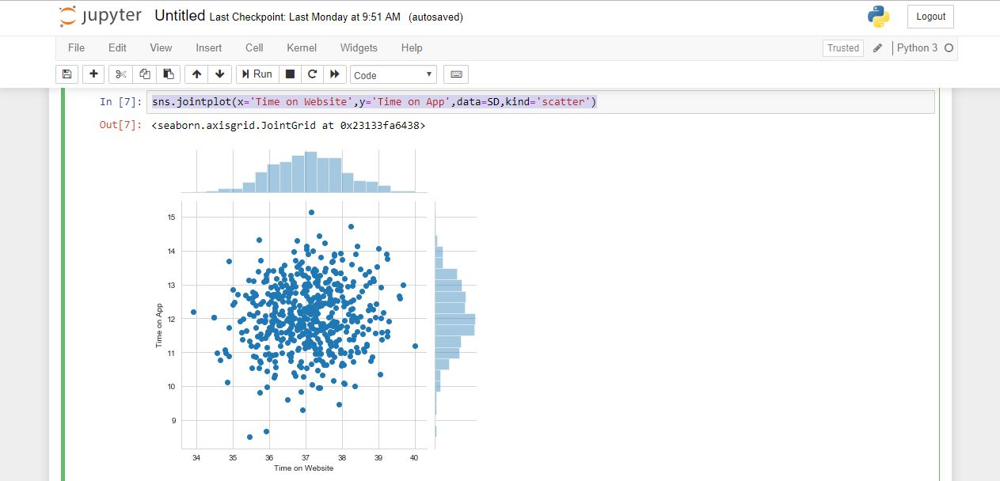 jupyter Untitled Last Checkpoint: Last Monday at 9:51 AM (autosaved) Logout
File Edit View Insert Cell Kernel Widgets Help Trusted Python 3
Run Code
In [7]: sns.jointplot(x='Time on Website',y='Time on App',data=SD,kind='scatter')
Out[7]: <seaborn.axisgrid.JointGrid at 0x23133fa6438>
15
14
13
12
11
10
9
Time on App
34 35 36 37 38 39 40
Time on Website